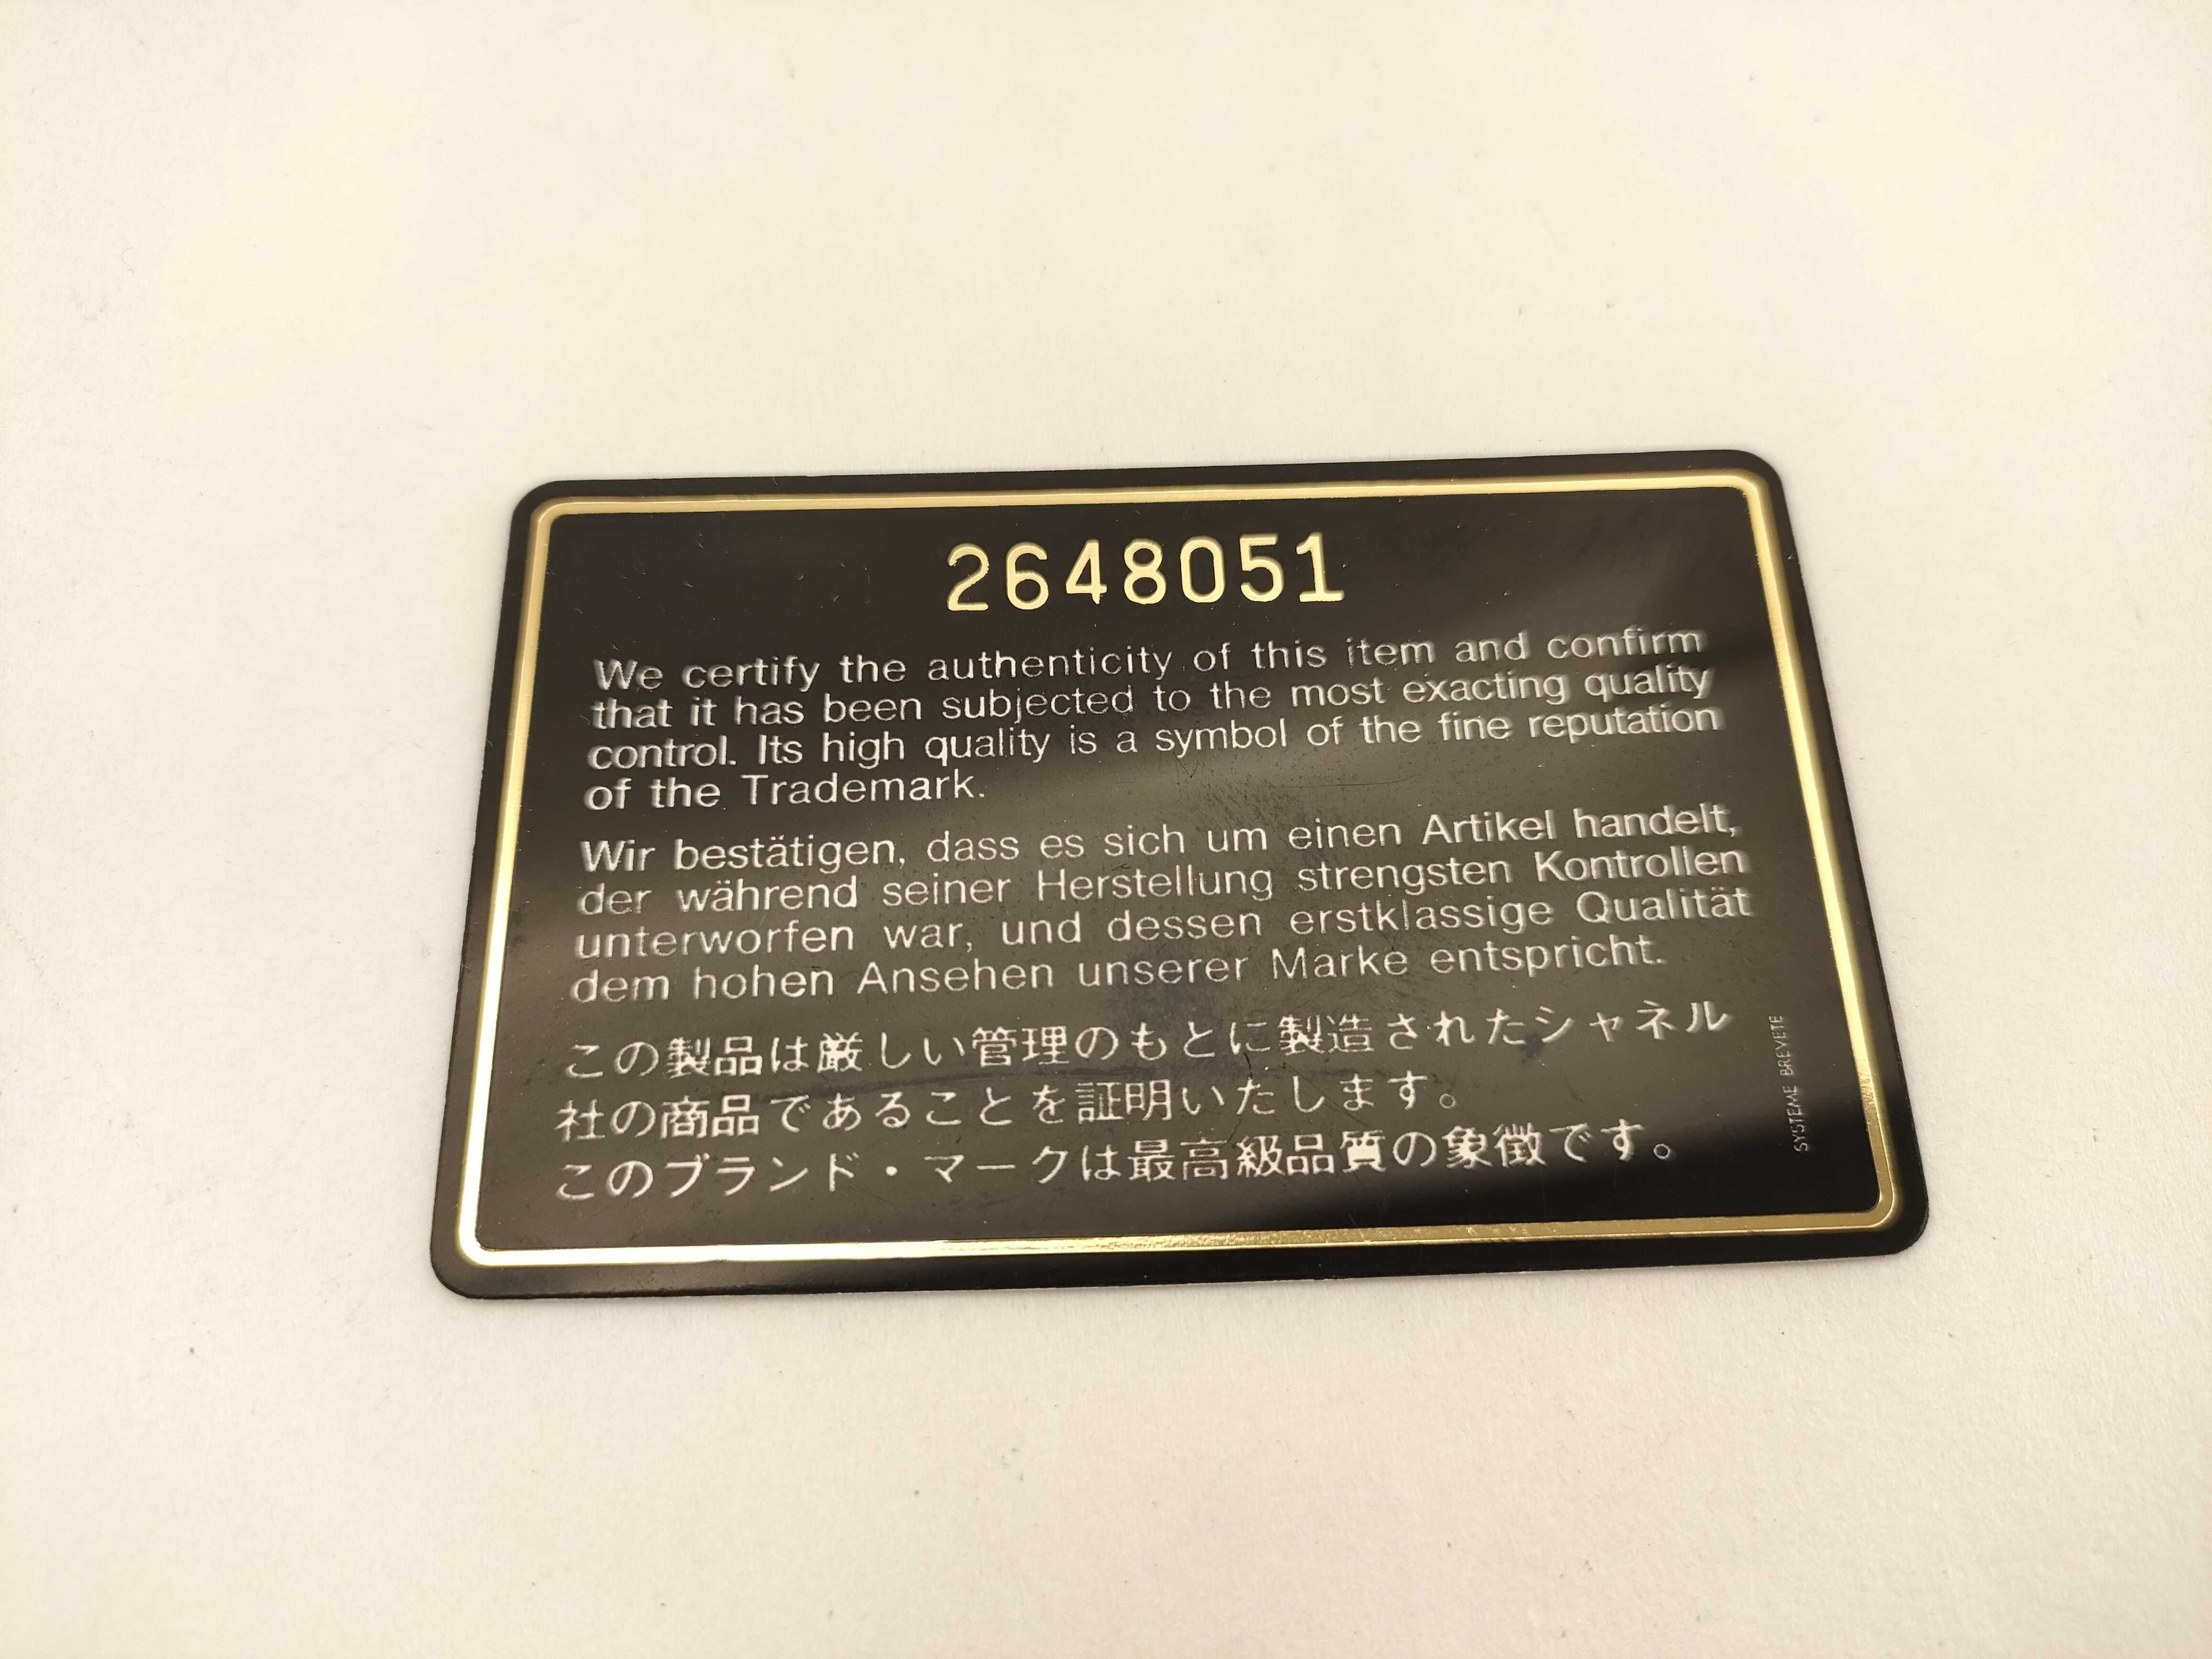 2648051
We certify the authenticity of this item and confirm
that it has been subjected to the most exacting quality
control. Its high quality is a symbol of the fine reputation
of the Trademark.
Wir bestätigen, dass es sich um einen Artikel handelt,
der während seiner Herstellung strengsten Kontrollen
unterworfen war, und dessen erstklassige Qualität
dem hohen Ansehen unserer Marke entspricht.
この製品は厳しい管理のもとに製造されたシャネル
社の商品であることを証明いたします。
このブランド・マークは最高級品質の象徴です。
SYSTEME BREVETE